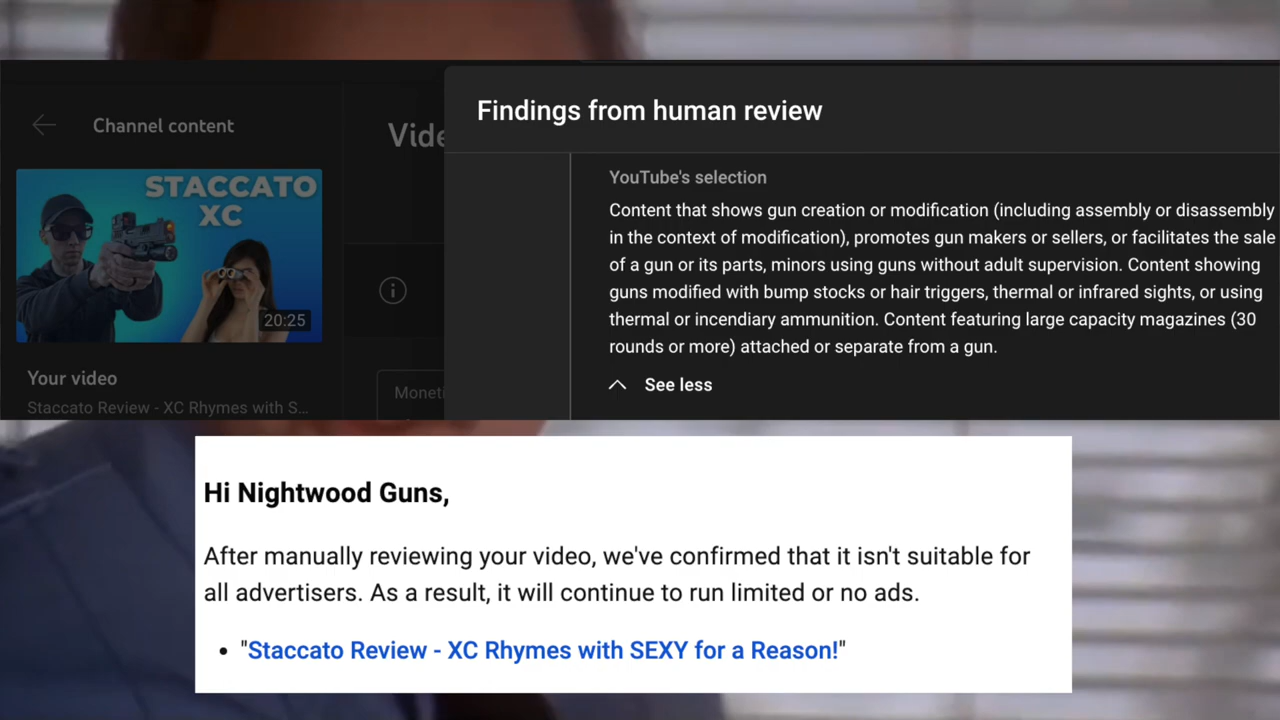 Channel content
STACCATO
XC
20:25
Your video
Staccato Review - XC Rhymes with S...
Vide
Moneti
Findings from human review
YouTube's selection
Content that shows gun creation or modification (including assembly or disassembly
in the context of modification), promotes gun makers or sellers, or facilitates the sale
of a gun or its parts, minors using guns without adult supervision. Content showing
guns modified with bump stocks or hair triggers, thermal or infrared sights, or using
thermal or incendiary ammunition. Content featuring large capacity magazines (30
rounds or more) attached or separate from a gun.
See less
Hi Nightwood Guns,
After manually reviewing your video, we've confirmed that it isn't suitable for
all advertisers. As a result, it will continue to run limited or no ads.
• "Staccato Review - XC Rhymes with SEXY for a Reason!"